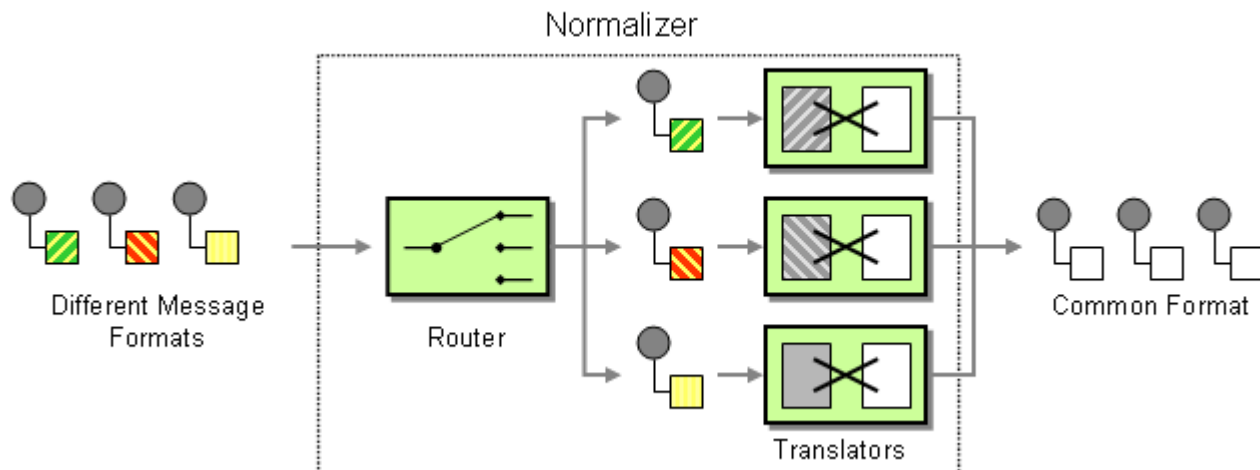 Normalizer
Different Message
Formats
Router
Translators
Common Format